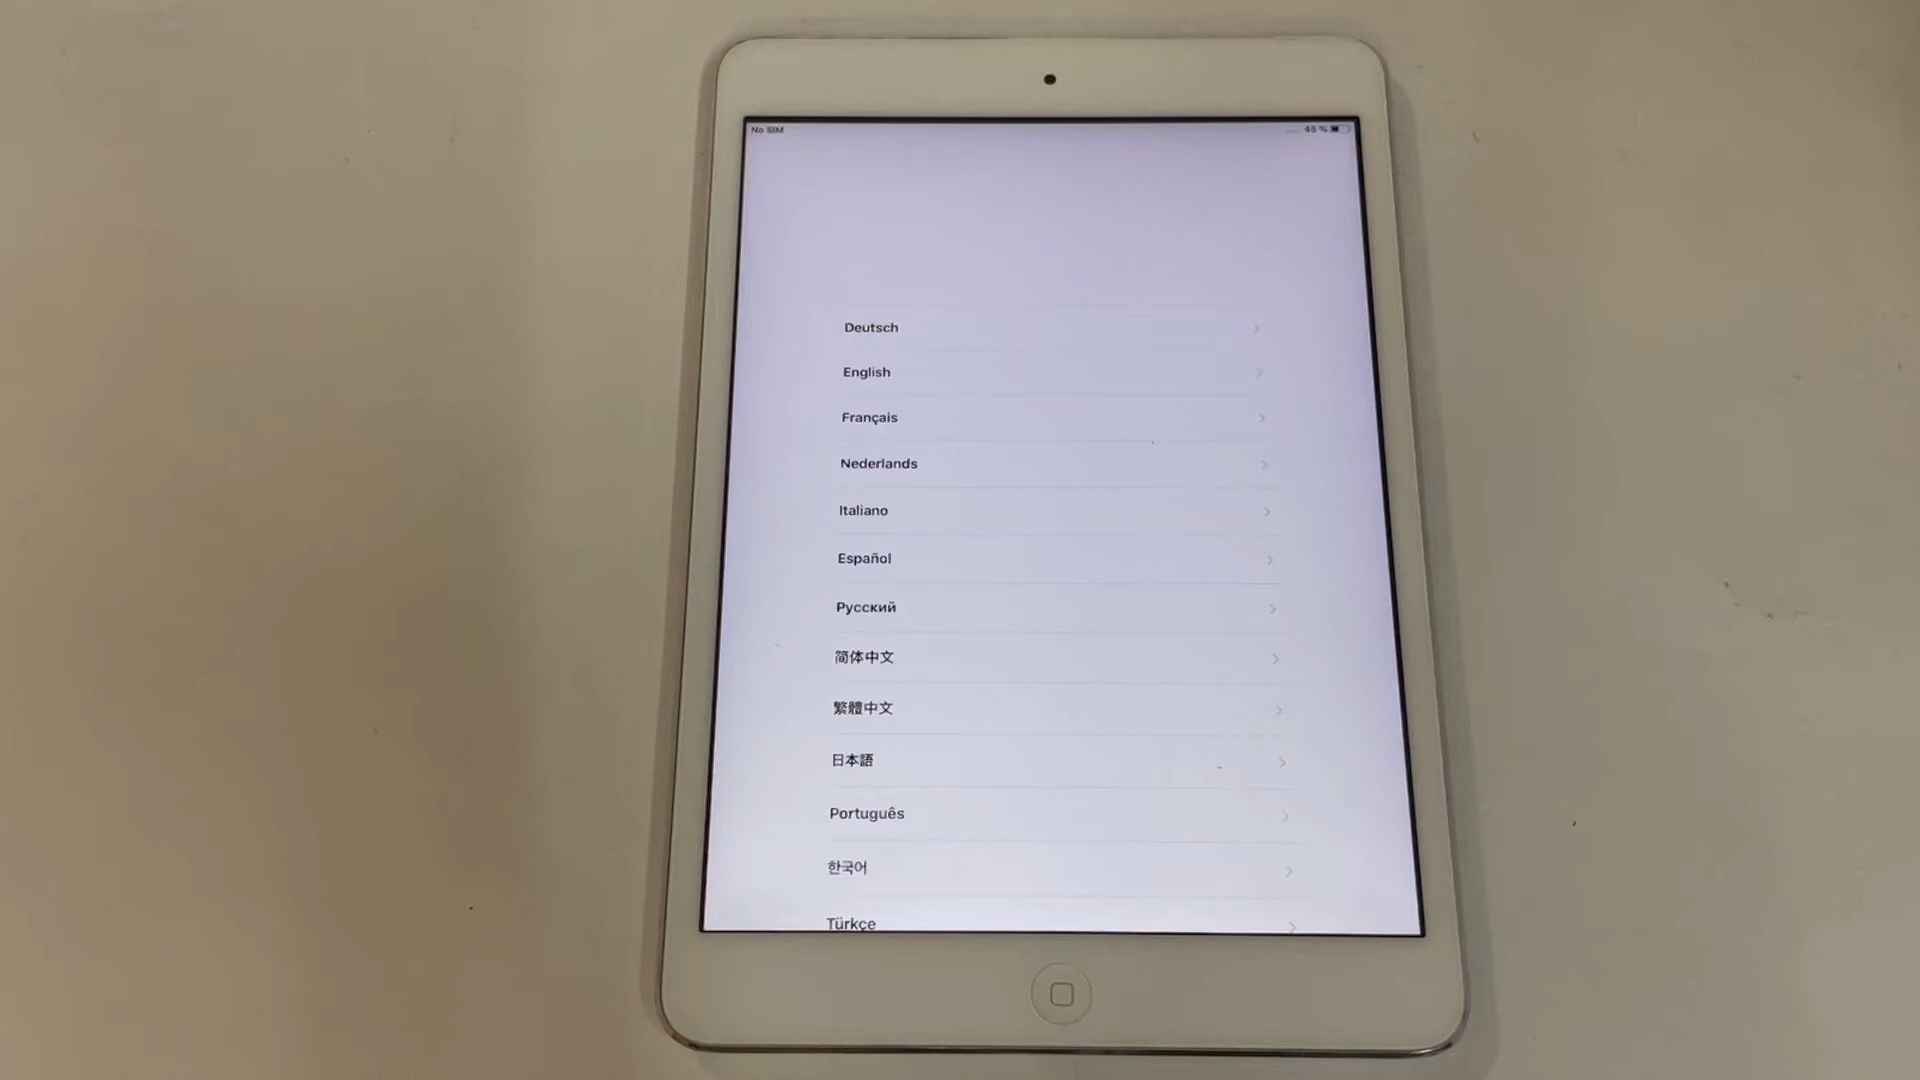 No SIM
45 %
Deutsch
English
Français
Nederlands
Italiano
Español
Русский
简体中文
繁體中文
日本語
Português
한국어
Türkçe